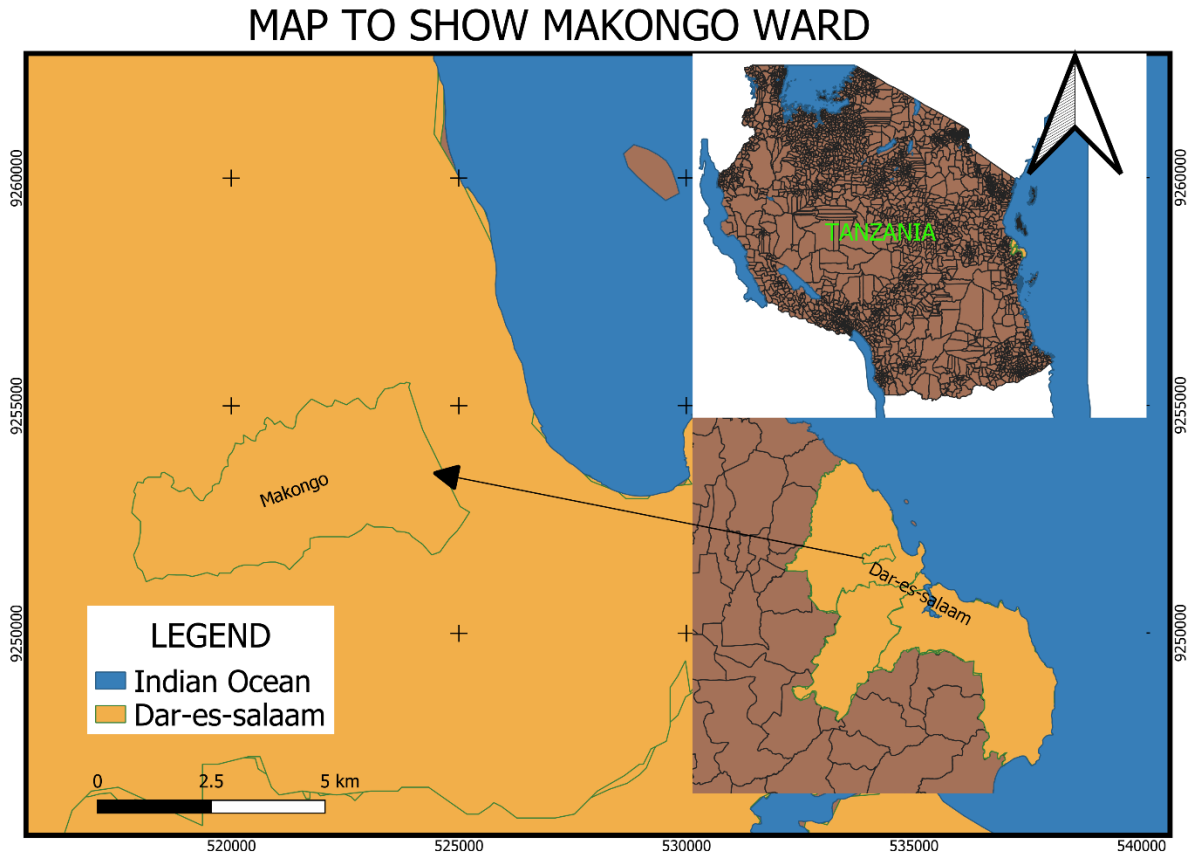 MAP TO SHOW MAKONGO WARD
9260000
9260000
TANZANIA
9255000
9255000
Makongo
Dar-es-salaam
9250000
9250000
LEGEND
Indian Ocean
Dar-es-salaam
0 2.5 5 km
520000 525000 530000 535000 540000